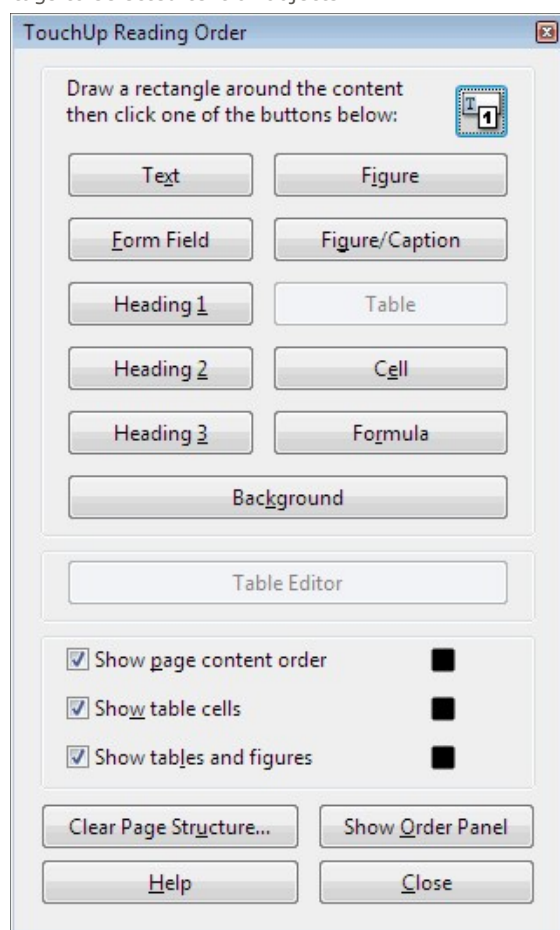 TouchUp Reading Order
Draw a rectangle around the content
then click one of the buttons below:
T
1
Text
Figure
Form Field
Figure/Caption
Heading 1
Table
Heading 2
Cell
Heading 3
Formula
Background
Table Editor
Show page content order
Show table cells
Show tables and figures
Clear Page Structure...
Show Order Panel
Help
Close